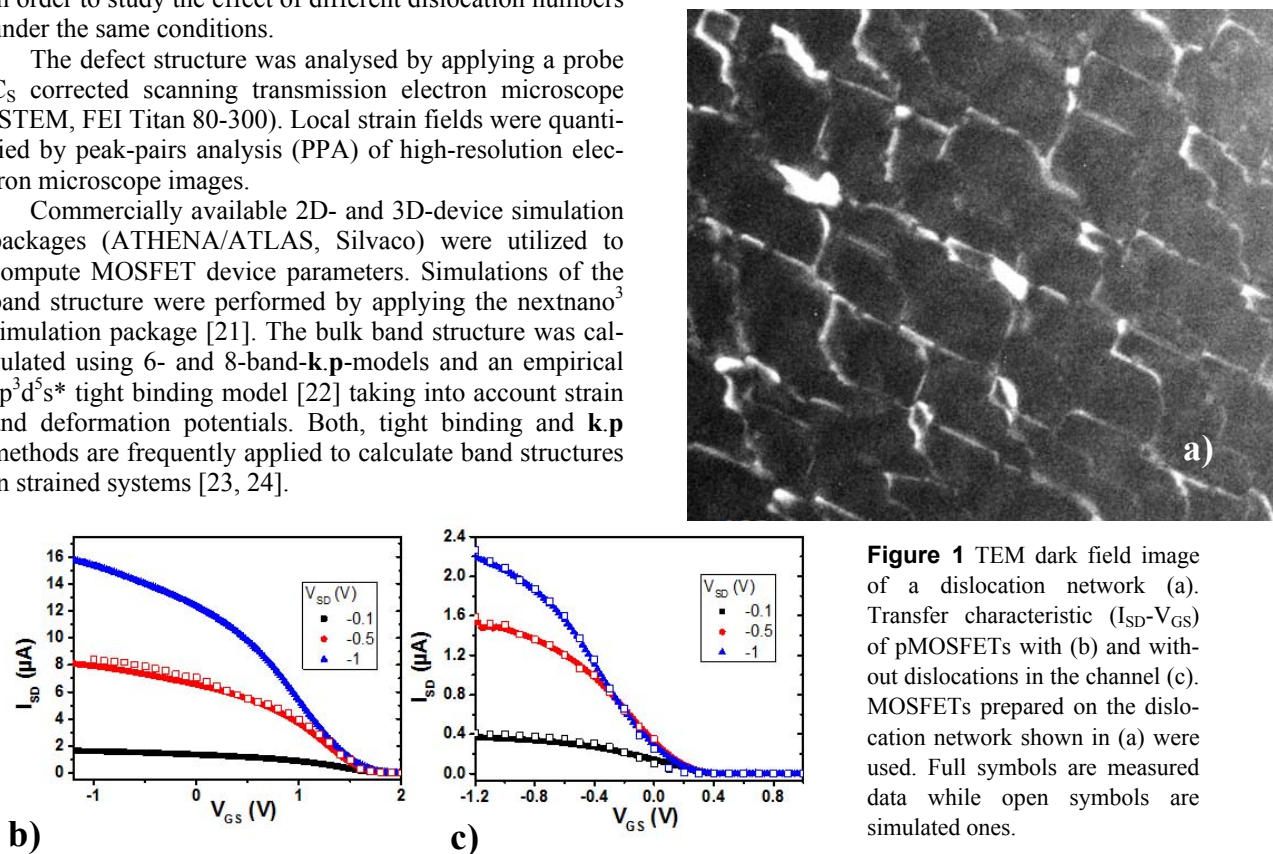 in order to study the effect of different dislocation numbers
under the same conditions.
The defect structure was analysed by applying a probe
C_S corrected scanning transmission electron microscope
(STEM, FEI Titan 80-300). Local strain fields were quanti-
fied by peak-pairs analysis (PPA) of high-resolution elec-
tron microscope images.
Commercially available 2D- and 3D-device simulation
packages (ATHENA/ATLAS, Silvaco) were utilized to
compute MOSFET device parameters. Simulations of the
band structure were performed by applying the nextnano³
simulation package [21]. The bulk band structure was cal-
culated using 6- and 8-band-k.p-models and an empirical
sp³d⁵s* tight binding model [22] taking into account strain
and deformation potentials. Both, tight binding and k.p
methods are frequently applied to calculate band structures
in strained systems [23, 24].
a)
16
14
12
10
8
6
4
2
0
I_SD (µA)
-1 0 1 2
V_GS (V)
V_SD (V)
-0.1
-0.5
-1
b)
2.4
2.0
1.6
1.2
0.8
0.4
0.0
I_SD (µA)
-1.2 -0.8 -0.4 0.0 0.4 0.8
V_GS (V)
V_SD (V)
-0.1
-0.5
-1
c)
Figure 1 TEM dark field image
of a dislocation network (a).
Transfer characteristic (I_SD-V_GS)
of pMOSFETs with (b) and with-
out dislocations in the channel (c).
MOSFETs prepared on the dislo-
cation network shown in (a) were
used. Full symbols are measured
data while open symbols are
simulated ones.